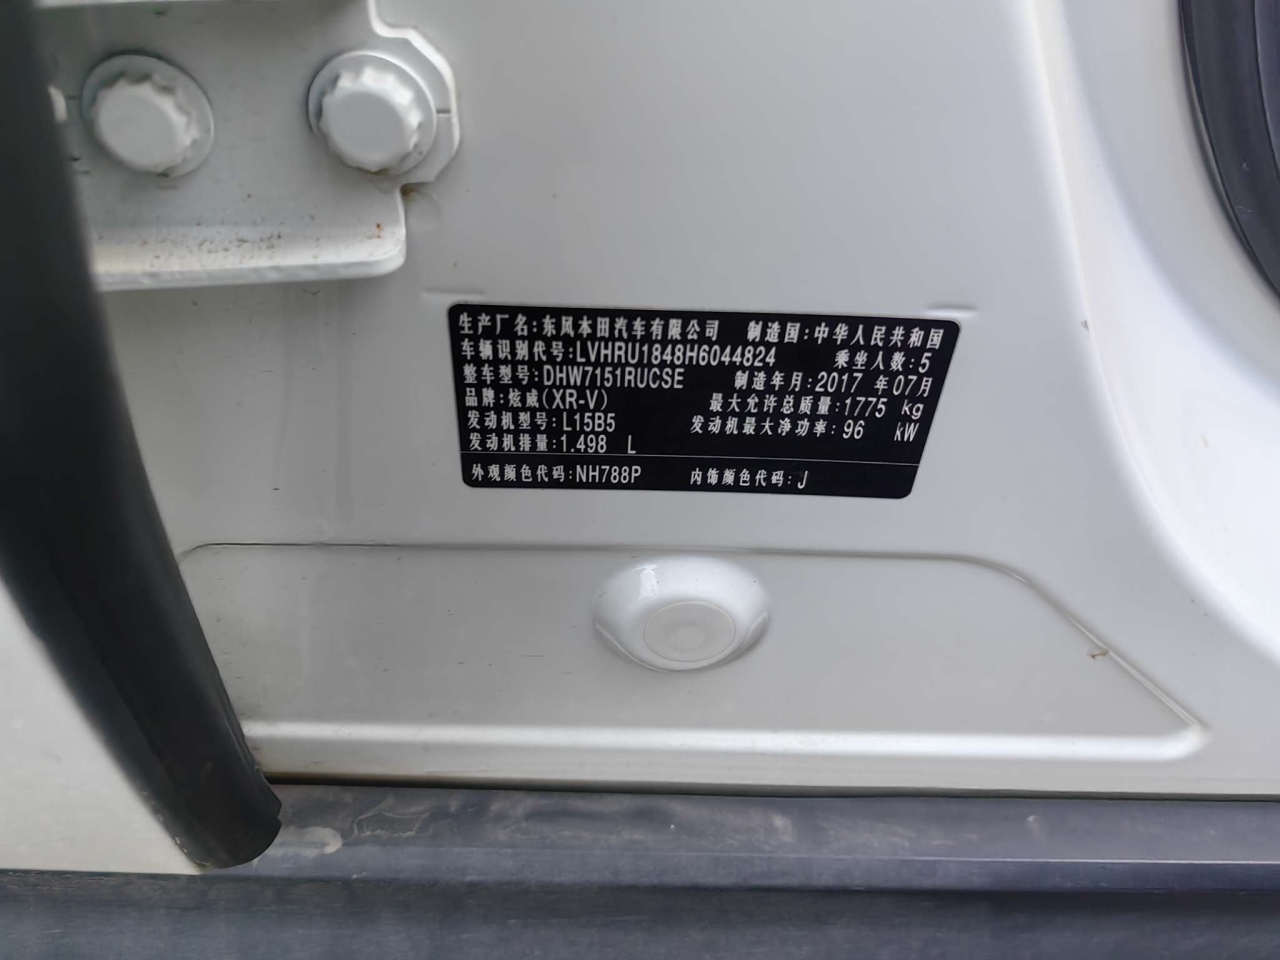 生产厂名:东风本田汽车有限公司 制造国:中华人民共和国
车辆识别代号:LVHRU1848H6044824 乘坐人数:5
整车型号:DHW7151RUCSE 制造年月:2017 年07月
品牌:炫威(XR-V) 最大允许总质量:1775 kg
发动机型号:L15B5 发动机最大净功率:96 kW
发动机排量:1.498 L
外观颜色代码:NH788P 内饰颜色代码:J